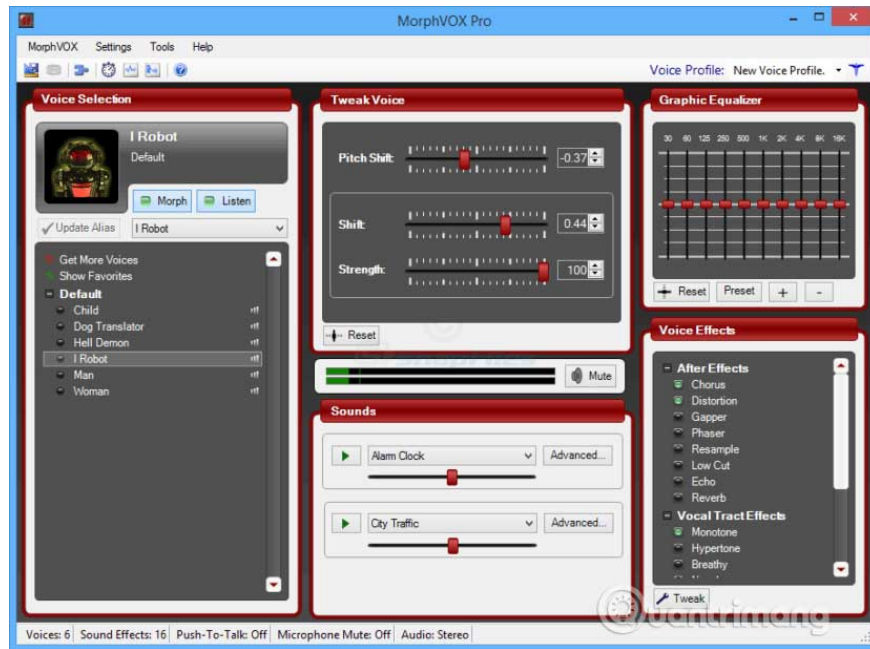 MorphVOX Pro
MorphVOX Settings Tools Help
Voice Profile: New Voice Profile.
Voice Selection
I Robot
Default
Morph Listen
Update Alias I Robot
Get More Voices
Show Favorites
Default
Child
Dog Translator
Hell Demon
I Robot
Man
Woman
Tweak Voice
Pitch Shift: -0.37
Shift: 0.44
Strength: 100
Reset
Mute
Sounds
Alarm Clock Advanced...
City Traffic Advanced...
Graphic Equalizer
30 60 125 250 500 1K 2K 4K 8K 16K
Reset Preset + -
Voice Effects
After Effects
Chorus
Distortion
Gapper
Phaser
Resample
Low Cut
Echo
Reverb
Vocal Tract Effects
Monotone
Hypertone
Breathy
Tweak
Quantrimang
Voices: 6 Sound Effects: 16 Push-To-Talk: Off Microphone Mute: Off Audio: Stereo